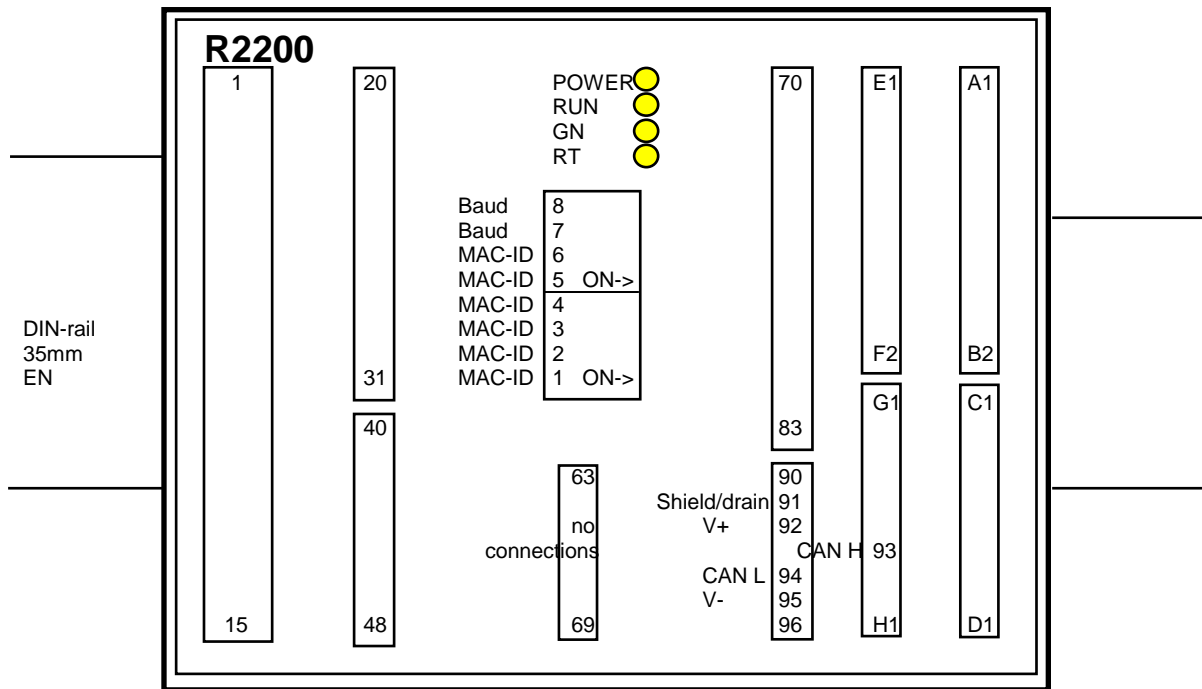 R2200
1 20 POWER 70 E1 A1
RUN
GN
RT
Baud 8
Baud 7
MAC-ID 6
MAC-ID 5 ON->
MAC-ID 4
DIN-rail MAC-ID 3
35mm MAC-ID 2 F2 B2
EN 31 MAC-ID 1 ON->
G1 C1
40 83
63 90
Shield/drain 91
no V+ 92
connections CAN H 93
CAN L 94
V- 95
15 48 69 96 H1 D1